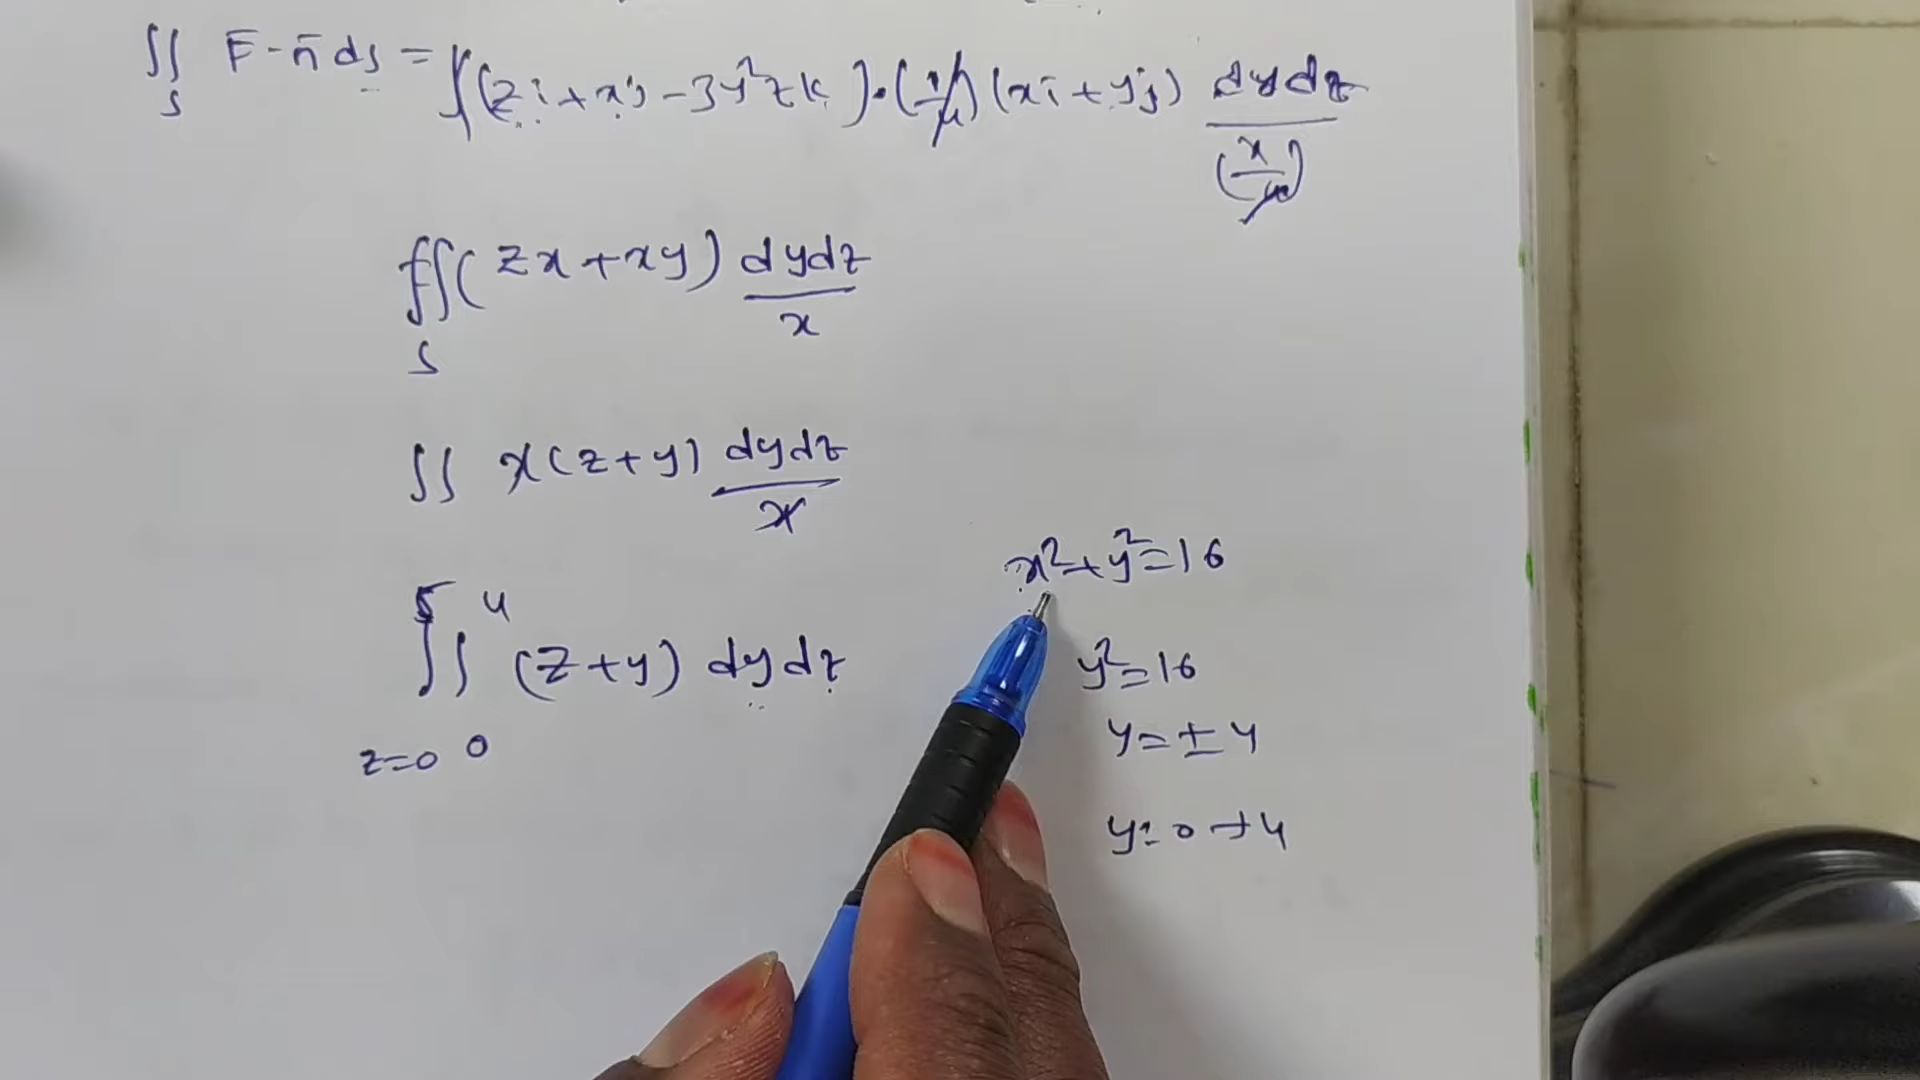 ∬ F̄ - n̄ ds = ∫(zi + xj - 3y²zk) · (1/4) (xi + yj) dydz
S (x/4)
∬( zx + xy ) dydz
S x
∬ x(z+y) dydz
x
x² + y² = 16
5 4
∬ (z+y) dydz y² = 16
z=0 0 y = ± 4
y: 0 → 4